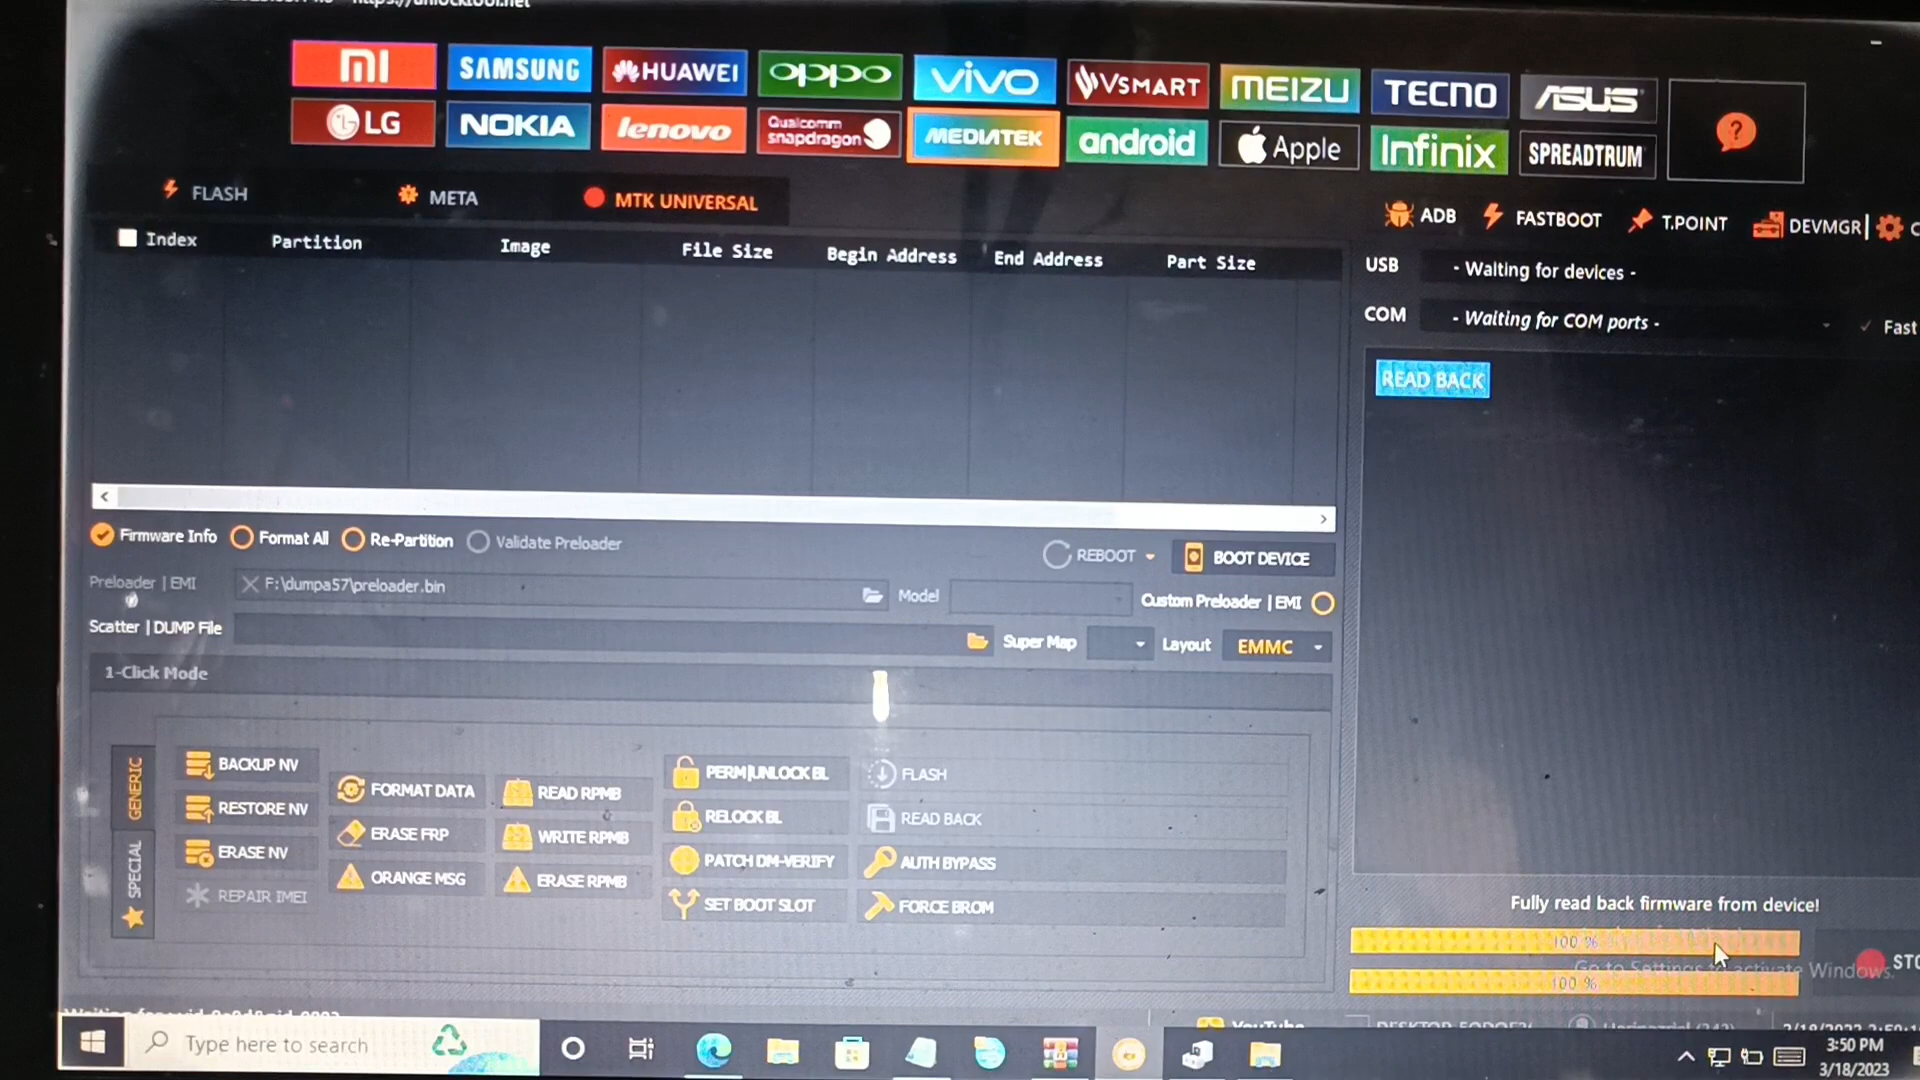 mi SAMSUNG HUAWEI oppo vivo VSMART MEIZU TECNO ASUS
LG NOKIA lenovo Qualcomm snapdragon MEDIATEK android Apple Infinix SPREADTRUM ?
FLASH META MTK UNIVERSAL
ADB FASTBOOT T.POINT DEVMGR
Index Partition Image File Size Begin Address End Address Part Size
USB - Waiting for devices -
COM - Waiting for COM ports - Fast
READ BACK
Firmware Info Format All Re-Partition Validate Preloader
REBOOT BOOT DEVICE
Preloader | EMI F:\dumpa57\preloader.bin Model Custom Preloader | EMI
Scatter | DUMP File Super Map Layout EMMC
1-Click Mode
GENERIC
SPECIAL
BACKUP NV
RESTORE NV
ERASE NV
REPAIR IMEI
FORMAT DATA
ERASE FRP
ORANGE MSG
READ RPMB
WRITE RPMB
ERASE RPMB
PERM|UNLOCK BL
RELOCK BL
PATCH DM-VERIFY
SET BOOT SLOT
FLASH
READ BACK
AUTH BYPASS
FORCE BROM
Fully read back firmware from device!
100 %
Go to Settings to activate Windows.
100 %
YouTube
Type here to search
3:50 PM
3/18/2023